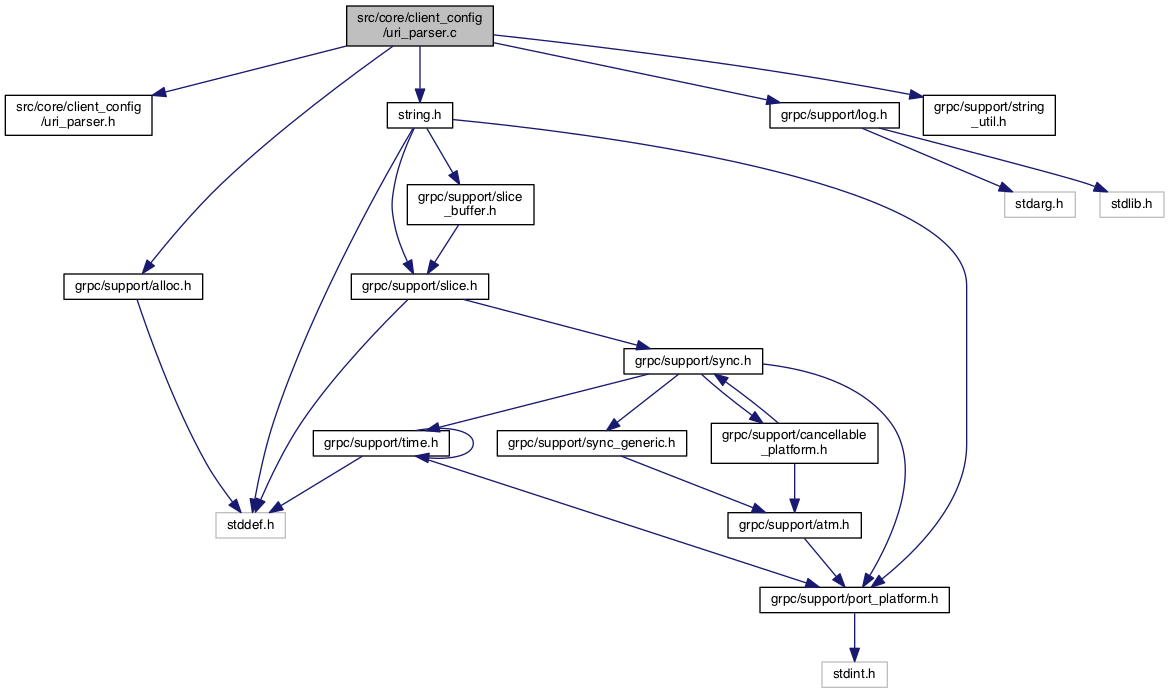 src/core/client_config
/uri_parser.c
src/core/client_config
/uri_parser.h
string.h
grpc/support/log.h
grpc/support/string
_util.h
grpc/support/slice
_buffer.h
stdarg.h
stdlib.h
grpc/support/alloc.h
grpc/support/slice.h
grpc/support/sync.h
grpc/support/time.h
grpc/support/sync_generic.h
grpc/support/cancellable
_platform.h
stddef.h
grpc/support/atm.h
grpc/support/port_platform.h
stdint.h